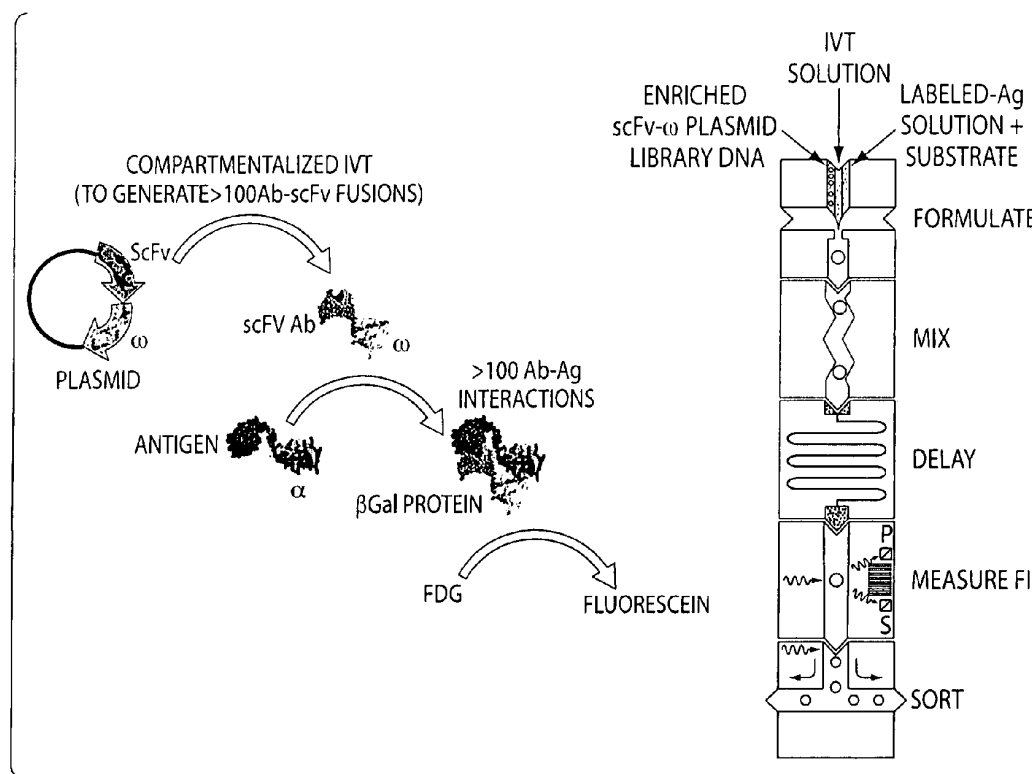 COMPARTMENTALIZED IVT
(TO GENERATE>100Ab-scFv FUSIONS)
ScFv
ω
PLASMID
scFV Ab
ω
>100 Ab-Ag
INTERACTIONS
ANTIGEN
α
βGal PROTEIN
FDG
FLUORESCEIN
IVT
SOLUTION
ENRICHED
scFv-ω PLASMID
LIBRARY DNA
LABELED-Ag
SOLUTION +
SUBSTRATE
FORMULATE
MIX
DELAY
P
MEASURE FI
S
SORT